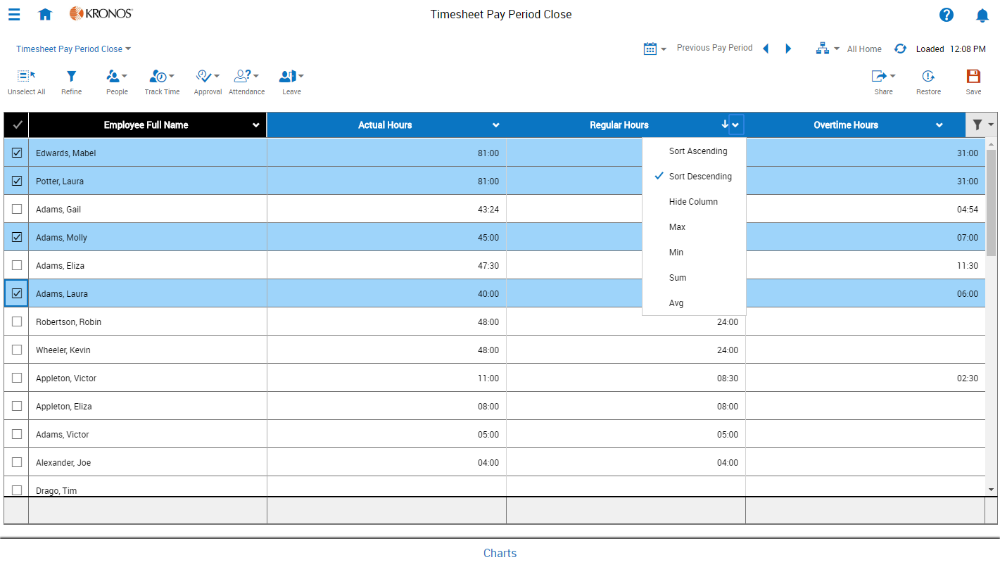 KRONOS
Timesheet Pay Period Close
?
Timesheet Pay Period Close
Previous Pay Period
All Home
Loaded 12:08 PM
Unselect All
Refine
People
Track Time
Approval
Attendance
Leave
Share
Restore
Save
Employee Full Name Actual Hours Regular Hours Overtime Hours
Edwards, Mabel 81:00 31:00
Potter, Laura 81:00 31:00
Adams, Gail 43:24 04:54
Adams, Molly 45:00 07:00
Adams, Eliza 47:30 11:30
Adams, Laura 40:00 06:00
Sort Ascending
Sort Descending
Hide Column
Max
Min
Sum
Avg
Robertson, Robin 48:00 24:00
Wheeler, Kevin 48:00 24:00
Appleton, Victor 11:00 08:30 02:30
Appleton, Eliza 08:00 08:00
Adams, Victor 05:00 05:00
Alexander, Joe 04:00 04:00
Drago, Tim
Charts